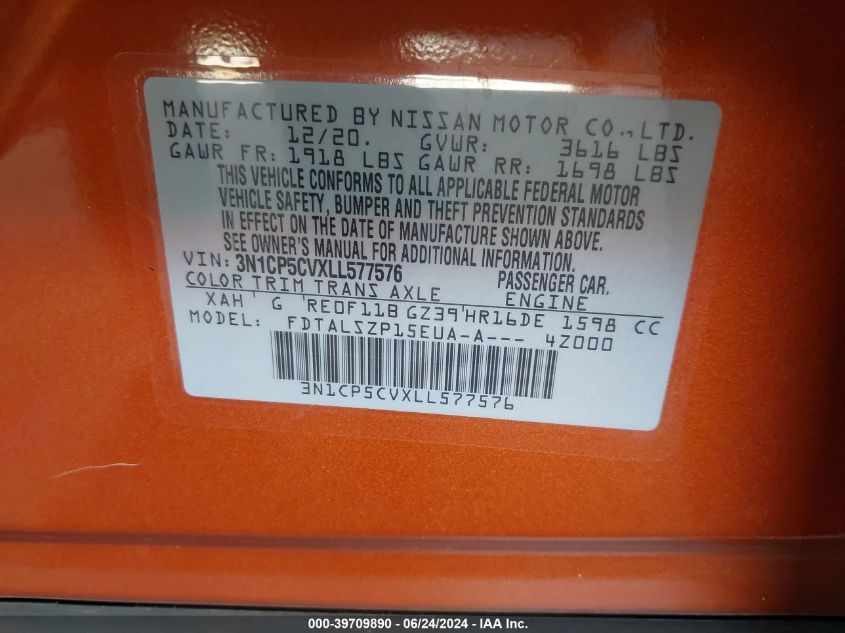 MANUFACTURED BY NISSAN MOTOR CO., LTD.
DATE: 12/20. GVWR: 3616 LBS
GAWR FR: 1918 LBS GAWR RR: 1698 LBS
THIS VEHICLE CONFORMS TO ALL APPLICABLE FEDERAL MOTOR
VEHICLE SAFETY, BUMPER AND THEFT PREVENTION STANDARDS
IN EFFECT ON THE DATE OF MANUFACTURE SHOWN ABOVE.
SEE OWNER'S MANUAL FOR ADDITIONAL INFORMATION.
VIN: 3N1CP5CVXLL577576 PASSENGER CAR.
COLOR TRIM TRANS AXLE ENGINE
XAH G RE0F11B GZ39 HR16DE 1598 CC
MODEL: FDTALSZP15EUA-A--- 4Z000
3N1CP5CVXLL577576
000-39709890 - 06/24/2024 - IAA Inc.